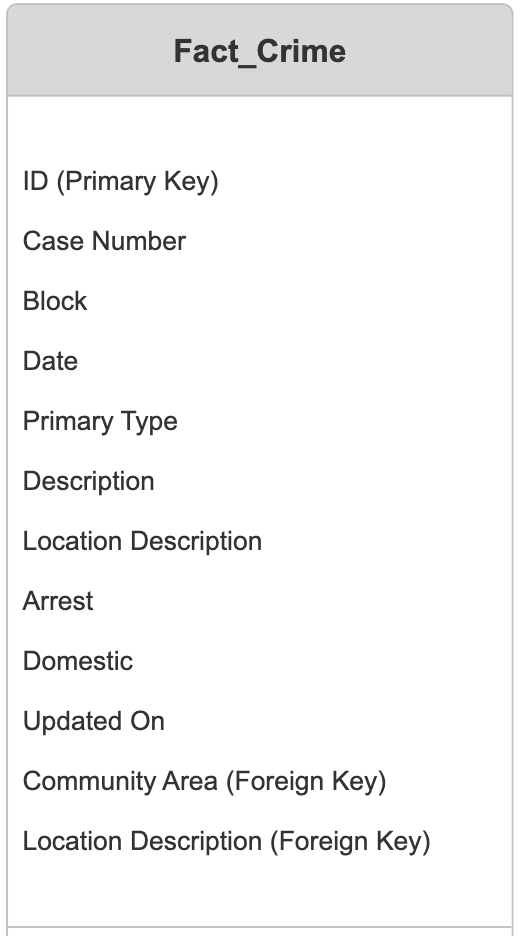 Fact_Crime
ID (Primary Key)
Case Number
Block
Date
Primary Type
Description
Location Description
Arrest
Domestic
Updated On
Community Area (Foreign Key)
Location Description (Foreign Key)